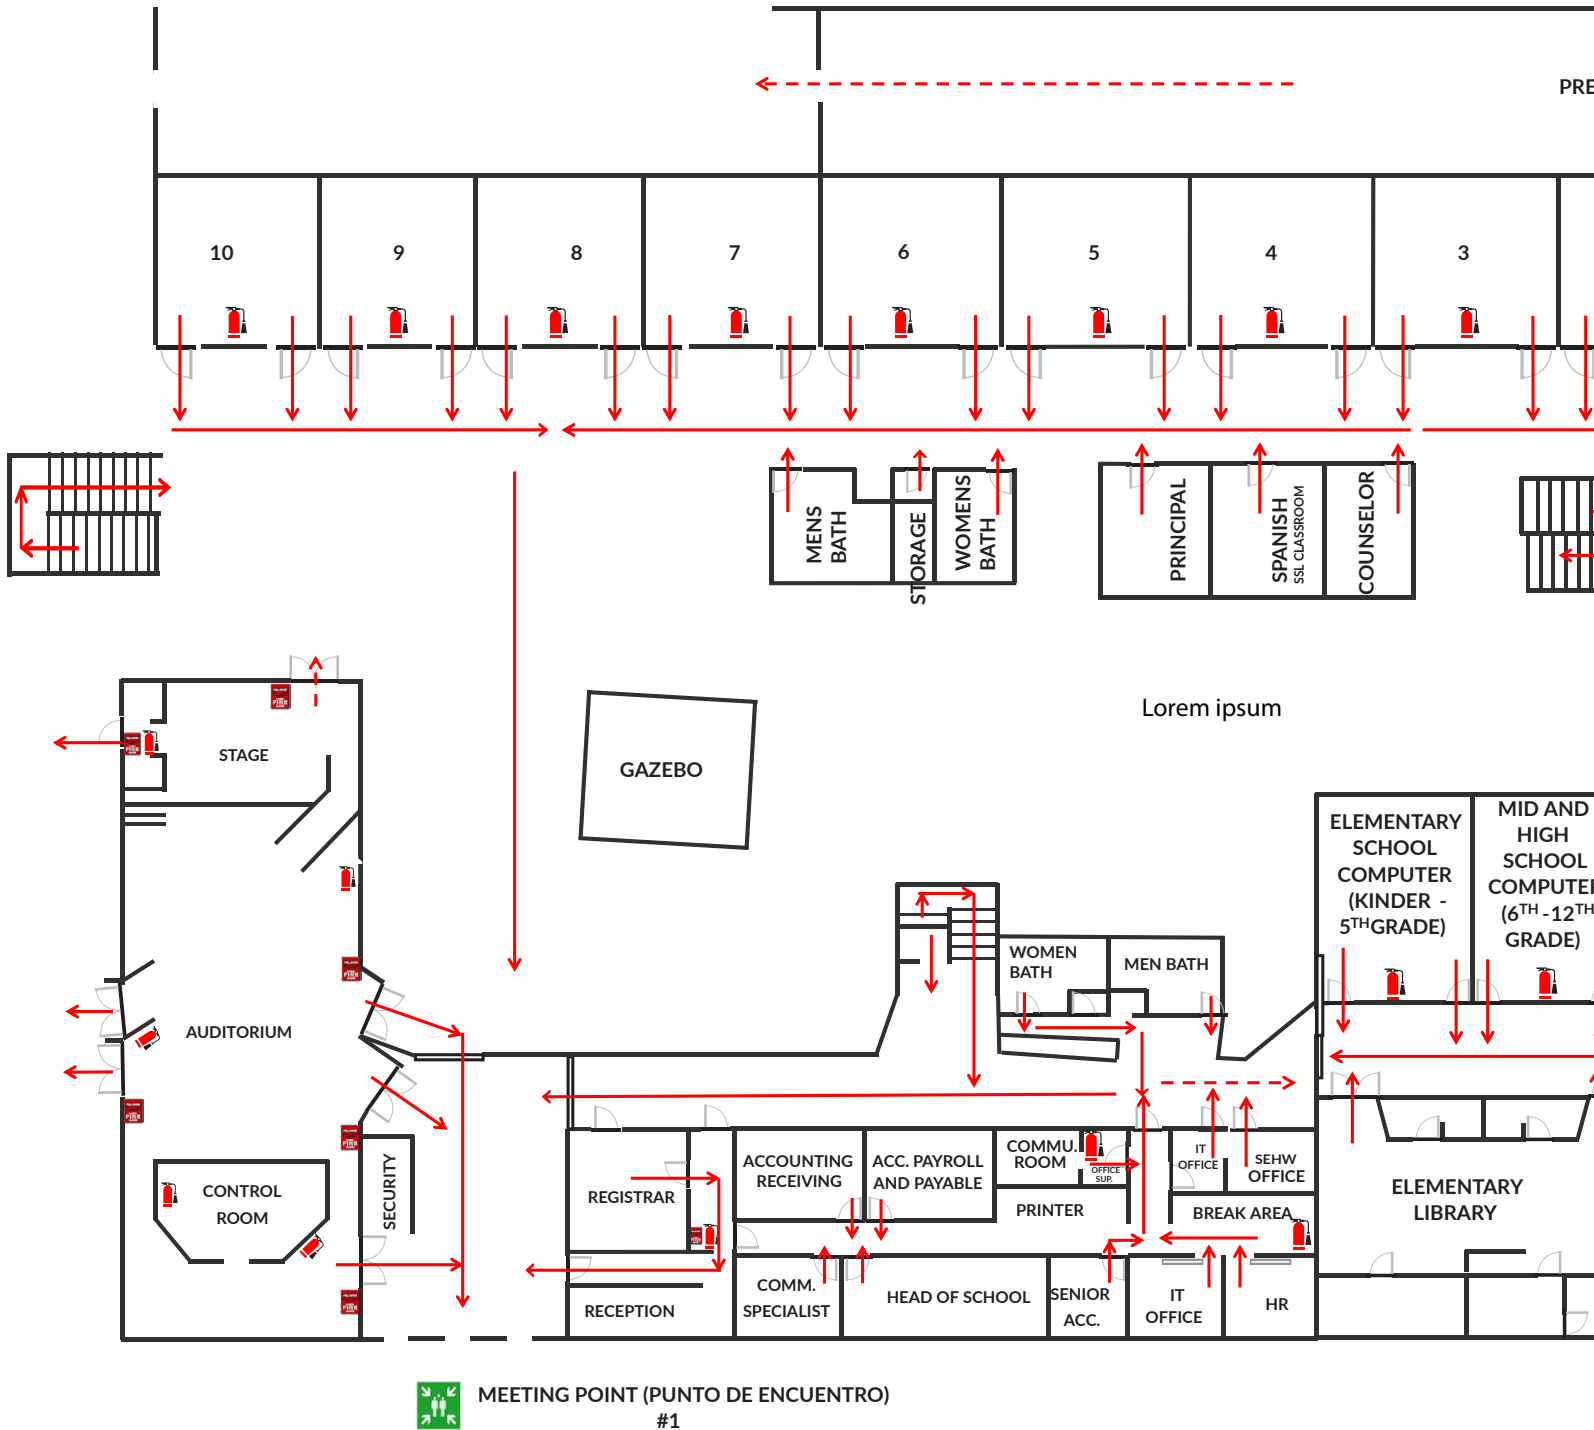 PRE
10
9
8
7
6
5
4
3
MENS
BATH
STORAGE
WOMENS
BATH
PRINCIPAL
SPANISH
SSL CLASSROOM
COUNSELOR
STAGE
GAZEBO
Lorem ipsum
ELEMENTARY
SCHOOL
COMPUTER
(KINDER -
5TH GRADE)
MID AND
HIGH
SCHOOL
COMPUTER
(6TH -12TH
GRADE)
WOMEN
BATH
MEN BATH
AUDITORIUM
CONTROL
ROOM
SECURITY
REGISTRAR
RECEPTION
ACCOUNTING
RECEIVING
ACC. PAYROLL
AND PAYABLE
COMMU.
ROOM
OFFICE
SUP.
PRINTER
IT
OFFICE
SEHW
OFFICE
BREAK AREA
ELEMENTARY
LIBRARY
COMM.
SPECIALIST
HEAD OF SCHOOL
SENIOR
ACC.
IT
OFFICE
HR
MEETING POINT (PUNTO DE ENCUENTRO)
#1